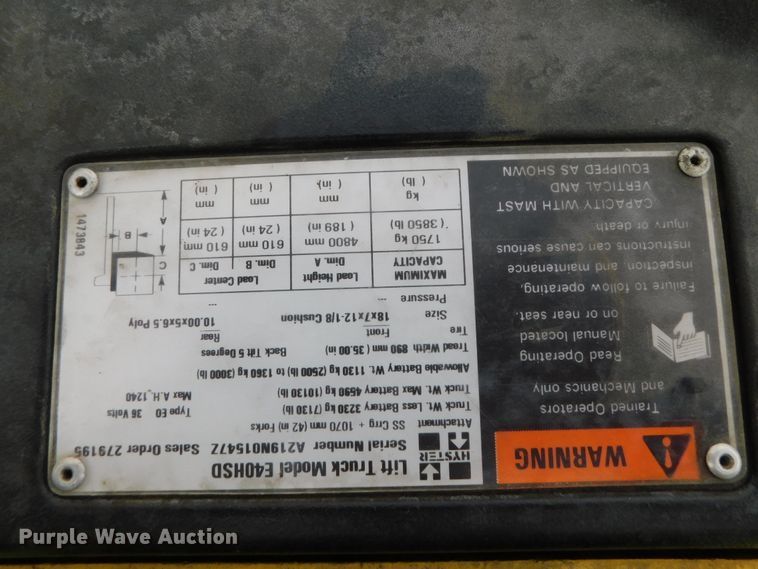 WARNING
Trained Operators
and Mechanics only
Read Operating
Manual located
on or near seat.
Failure to follow operating,
inspection, and maintenance
instructions can cause serious
injury or death.
CAPACITY WITH MAST
VERTICAL AND
EQUIPPED AS SHOWN
HYSTER
Lift Truck Model E40HSD
Serial Number A219N01547Z Sales Order 279195
Attachment SS Crrg + 1070 mm (42 in) Forks
Truck Wt. Less Battery 3230 kg (7130 lb) Type EO 36 Volts
Truck Wt. Max Battery 4590 kg (10130 lb) Max A.H. 1240
Allowable Battery Wt. 1130 kg (2500 lb) to 1360 kg (3000 lb)
Tread Width 890 mm (35.00 in) Back Tilt 5 Degrees
Tire Front Rear
Size 18x7x12-1/8 Cushion 10.00x5x6.5 Poly
Pressure ... ...
MAXIMUM CAPACITY Load Height Dim. A Load Center Dim. B Dim. C
1750 kg 4800 mm 610 mm 610 mm
(3850 lb) (189 in) (24 in) (24 in)
kg mm mm mm
(lb) (in) (in) (in)
C
B
A
1473843
Purple Wave Auction